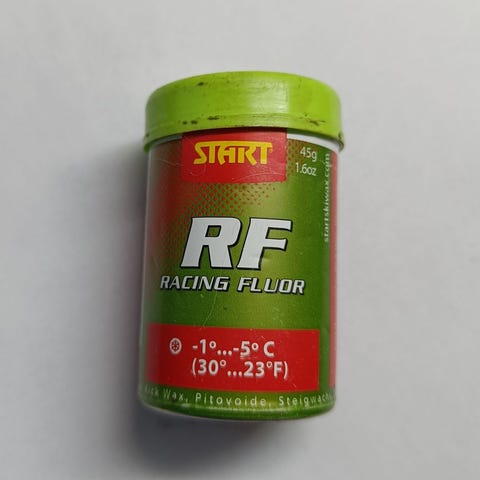 START
45g
1.6oz
startskiwax.com
RF
RACING FLUOR
-1°...-5° C
(30°...23°F)
Kick Wax, Pitovoide, Steigwachs